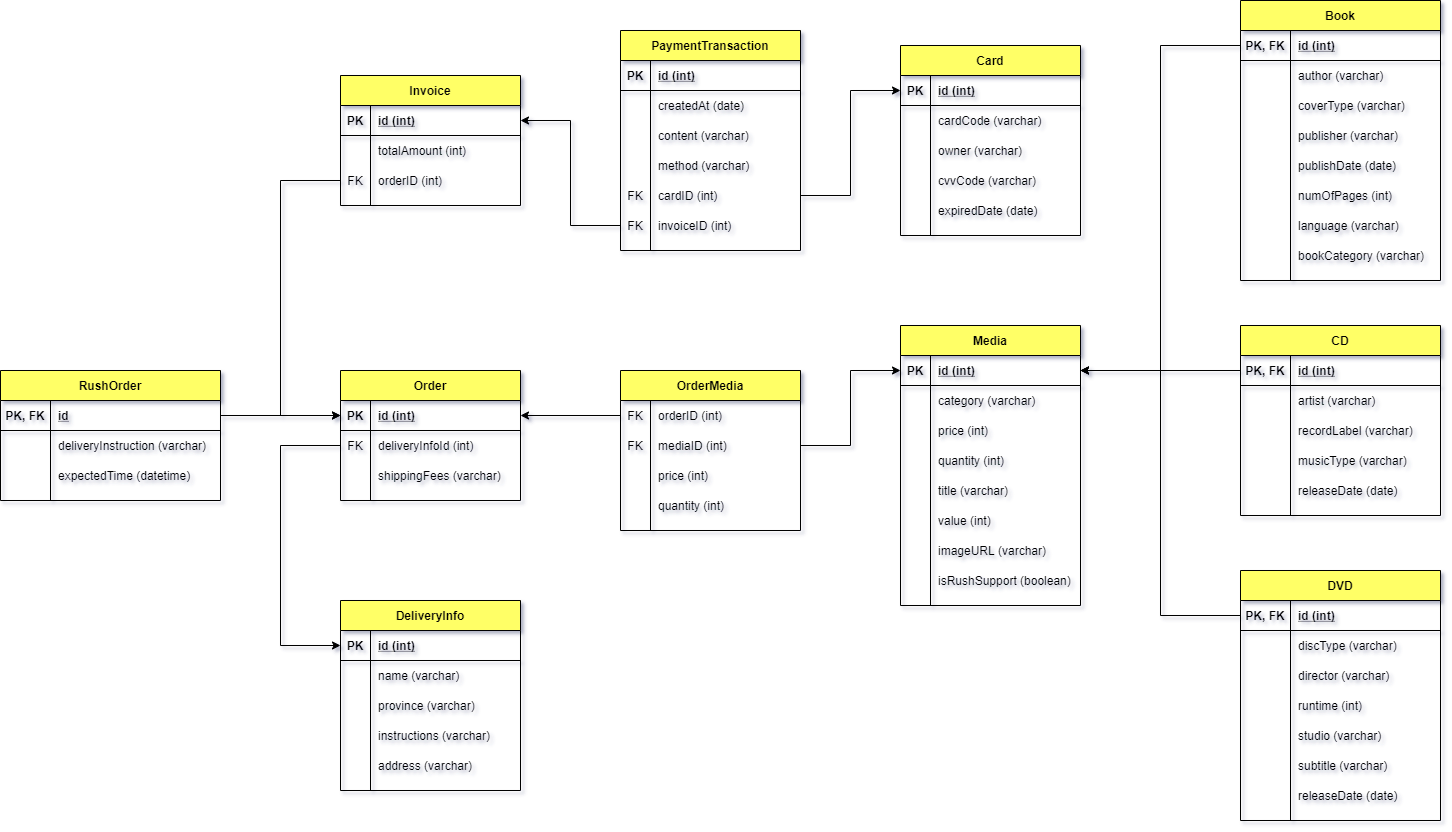 Book
PK, FK id (int)
author (varchar)
coverType (varchar)
publisher (varchar)
publishDate (date)
numOfPages (int)
language (varchar)
bookCategory (varchar)
PaymentTransaction
PK id (int)
createdAt (date)
content (varchar)
method (varchar)
FK cardID (int)
FK invoiceID (int)
Card
PK id (int)
cardCode (varchar)
owner (varchar)
cvvCode (varchar)
expiredDate (date)
Invoice
PK id (int)
totalAmount (int)
FK orderID (int)
RushOrder
PK, FK id
deliveryInstruction (varchar)
expectedTime (datetime)
Order
PK id (int)
FK deliveryInfoId (int)
shippingFees (varchar)
OrderMedia
FK orderID (int)
FK mediaID (int)
price (int)
quantity (int)
Media
PK id (int)
category (varchar)
price (int)
quantity (int)
title (varchar)
value (int)
imageURL (varchar)
isRushSupport (boolean)
CD
PK, FK id (int)
artist (varchar)
recordLabel (varchar)
musicType (varchar)
releaseDate (date)
DeliveryInfo
PK id (int)
name (varchar)
province (varchar)
instructions (varchar)
address (varchar)
DVD
PK, FK id (int)
discType (varchar)
director (varchar)
runtime (int)
studio (varchar)
subtitle (varchar)
releaseDate (date)